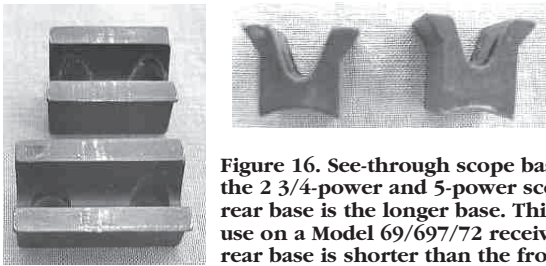 Figure 16. See-through scope bas
the 2 3/4-power and 5-power sco
rear base is the longer base. Thi
use on a Model 69/697/72 receiv
rear base is shorter than the fro